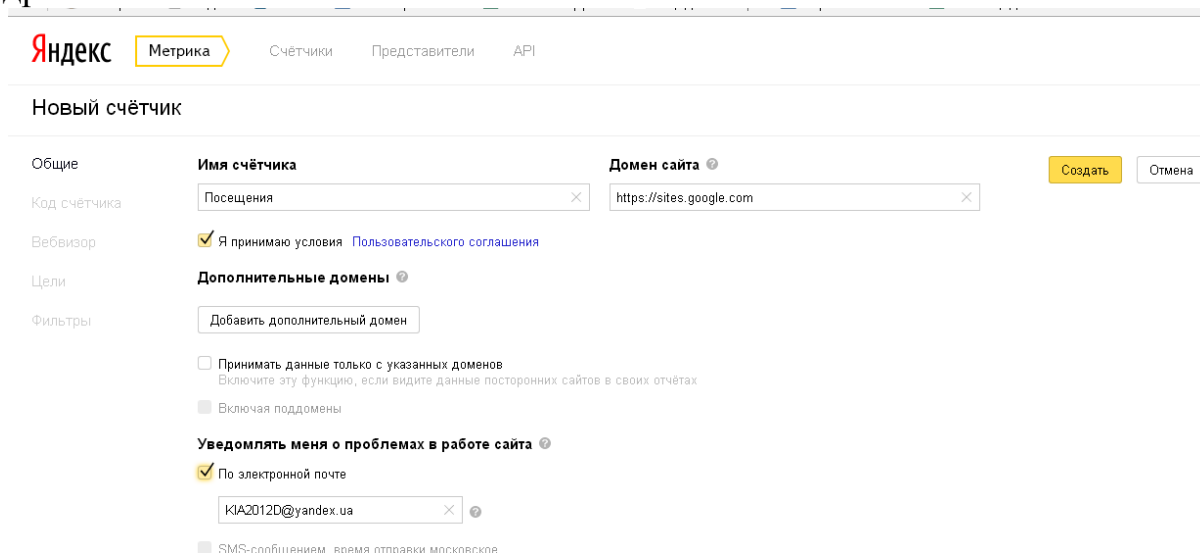 др
Яндекс Метрика Счётчики Представители API
Новый счётчик
Общие
Код счётчика
Вебвизор
Цели
Фильтры
Имя счётчика Домен сайта
Создать Отмена
Посещения https://sites.google.com
Я принимаю условия Пользовательского соглашения
Дополнительные домены
Добавить дополнительный домен
Принимать данные только с указанных доменов
Включите эту функцию, если видите данные посторонних сайтов в своих отчётах
Включая поддомены
Уведомлять меня о проблемах в работе сайта
По электронной почте
KIA2012D@yandex.ua
SMS-сообщением, время отправки московское